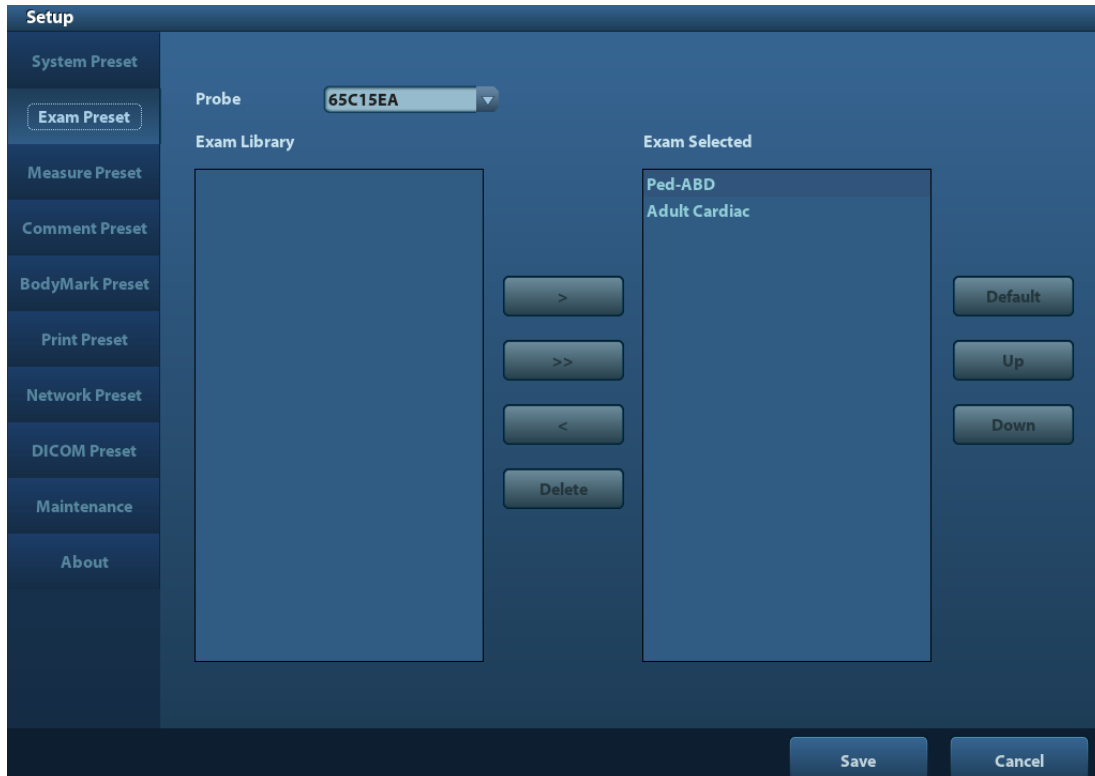 Setup
System Preset
Exam Preset
Measure Preset
Comment Preset
BodyMark Preset
Print Preset
Network Preset
DICOM Preset
Maintenance
About
Probe 65C15EA
Exam Library
Exam Selected
Ped-ABD
Adult Cardiac
>
>>
<
Delete
Default
Up
Down
Save
Cancel